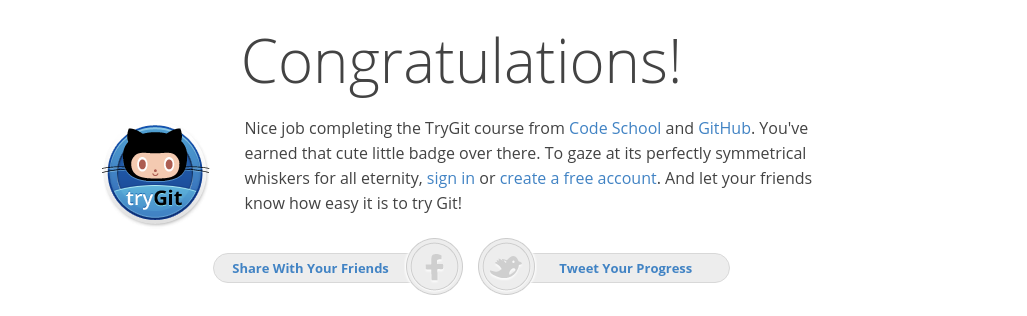 Congratulations!
Nice job completing the TryGit course from Code School and GitHub. You've
earned that cute little badge over there. To gaze at its perfectly symmetrical
whiskers for all eternity, sign in or create a free account. And let your friends
know how easy it is to try Git!
tryGit
Share With Your Friends
Tweet Your Progress